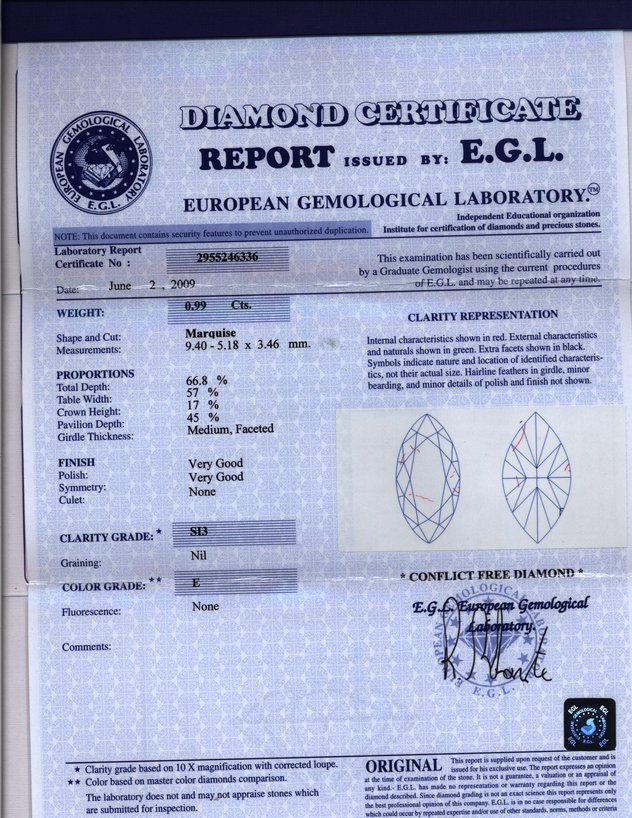 DIAMOND CERTIFICATE
REPORT ISSUED BY: E.G.L.
EUROPEAN GEMOLOGICAL LABORATORY.™
EUROPEAN GEMOLOGICAL LABORATORY
E.G.L.
Independent Educational organization
Institute for certification of diamonds and precious stones.
NOTE: This document contains security features to prevent unauthorized duplication.
Laboratory Report
Certificate No : 2955246336
Date: June 2 , 2009
This examination has been scientifically carried out
by a Graduate Gemologist using the current procedures
of E.G.L. and may be repeated at any time.
WEIGHT: 0.99 Cts.
Shape and Cut: Marquise
Measurements: 9.40 - 5.18 x 3.46 mm.
PROPORTIONS
Total Depth: 66.8 %
Table Width: 57 %
Crown Height: 17 %
Pavilion Depth: 45 %
Girdle Thickness: Medium, Faceted
FINISH
Polish: Very Good
Symmetry: Very Good
Culet: None
CLARITY GRADE: * SI3
Graining: Nil
COLOR GRADE: ** E
Fluorescence: None
Comments:
CLARITY REPRESENTATION
Internal characteristics shown in red. External characteristics
and naturals shown in green. Extra facets shown in black.
Symbols indicate nature and location of identified characteris-
tics, not their actual size. Hairline feathers in girdle, minor
bearding, and minor details of polish and finish not shown.
* CONFLICT FREE DIAMOND *
E.G.L. European Gemological
Laboratory.
E.G.L.
EGL
EGL
★ Clarity grade based on 10 X magnification with corrected loupe.
★★ Color based on master color diamonds comparison.
The laboratory does not and may not appraise stones which
are submitted for inspection.
ORIGINAL This report is supplied upon request of the customer and is
issued for his exclusive use. The report expresses an opinion
at the time of examination of the stone. It is not a guarantee, a valuation or an appraisal of
any kind.- E.G.L. has made no representation or warranty regarding this report or the
diamond described. Since diamond grading is not an exact science this report represents only
the best professional opinion of this company. E.G.L. is in no case responsible for differences
which could occur by repeated expertise and/or use of other standards, norms, methods or criteria